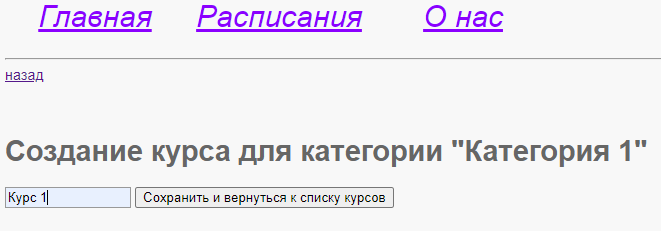 Главная Расписания О нас
назад
Создание курса для категории "Категория 1"
Курс 1 Сохранить и вернуться к списку курсов